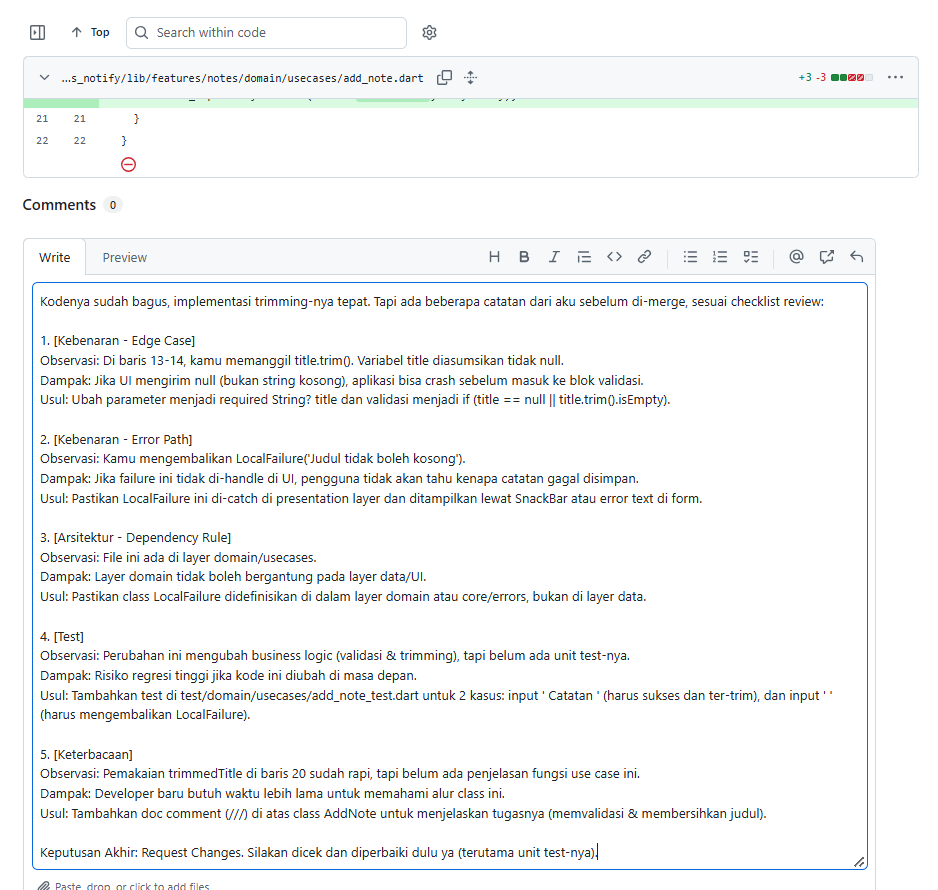 Top
Search within code
...s_notify/lib/features/notes/domain/usecases/add_note.dart
+3 -3
21 21 }
22 22 }
Comments 0
Write Preview
Kodenya sudah bagus, implementasi trimming-nya tepat. Tapi ada beberapa catatan dari aku sebelum di-merge, sesuai checklist review:
1. [Kebenaran - Edge Case]
Observasi: Di baris 13-14, kamu memanggil title.trim(). Variabel title diasumsikan tidak null.
Dampak: Jika UI mengirim null (bukan string kosong), aplikasi bisa crash sebelum masuk ke blok validasi.
Usul: Ubah parameter menjadi required String? title dan validasi menjadi if (title == null || title.trim().isEmpty).
2. [Kebenaran - Error Path]
Observasi: Kamu mengembalikan LocalFailure('Judul tidak boleh kosong').
Dampak: Jika failure ini tidak di-handle di UI, pengguna tidak akan tahu kenapa catatan gagal disimpan.
Usul: Pastikan LocalFailure ini di-catch di presentation layer dan ditampilkan lewat SnackBar atau error text di form.
3. [Arsitektur - Dependency Rule]
Observasi: File ini ada di layer domain/usecases.
Dampak: Layer domain tidak boleh bergantung pada layer data/UI.
Usul: Pastikan class LocalFailure didefinisikan di dalam layer domain atau core/errors, bukan di layer data.
4. [Test]
Observasi: Perubahan ini mengubah business logic (validasi & trimming), tapi belum ada unit test-nya.
Dampak: Risiko regresi tinggi jika kode ini diubah di masa depan.
Usul: Tambahkan test di test/domain/usecases/add_note_test.dart untuk 2 kasus: input ' Catatan ' (harus sukses dan ter-trim), dan input ' '
(harus mengembalikan LocalFailure).
5. [Keterbacaan]
Observasi: Pemakaian trimmedTitle di baris 20 sudah rapi, tapi belum ada penjelasan fungsi use case ini.
Dampak: Developer baru butuh waktu lebih lama untuk memahami alur class ini.
Usul: Tambahkan doc comment (///) di atas class AddNote untuk menjelaskan tugasnya (memvalidasi & membersihkan judul).
Keputusan Akhir: Request Changes. Silakan dicek dan diperbaiki dulu ya (terutama unit test-nya).
Paste, drop, or click to add files